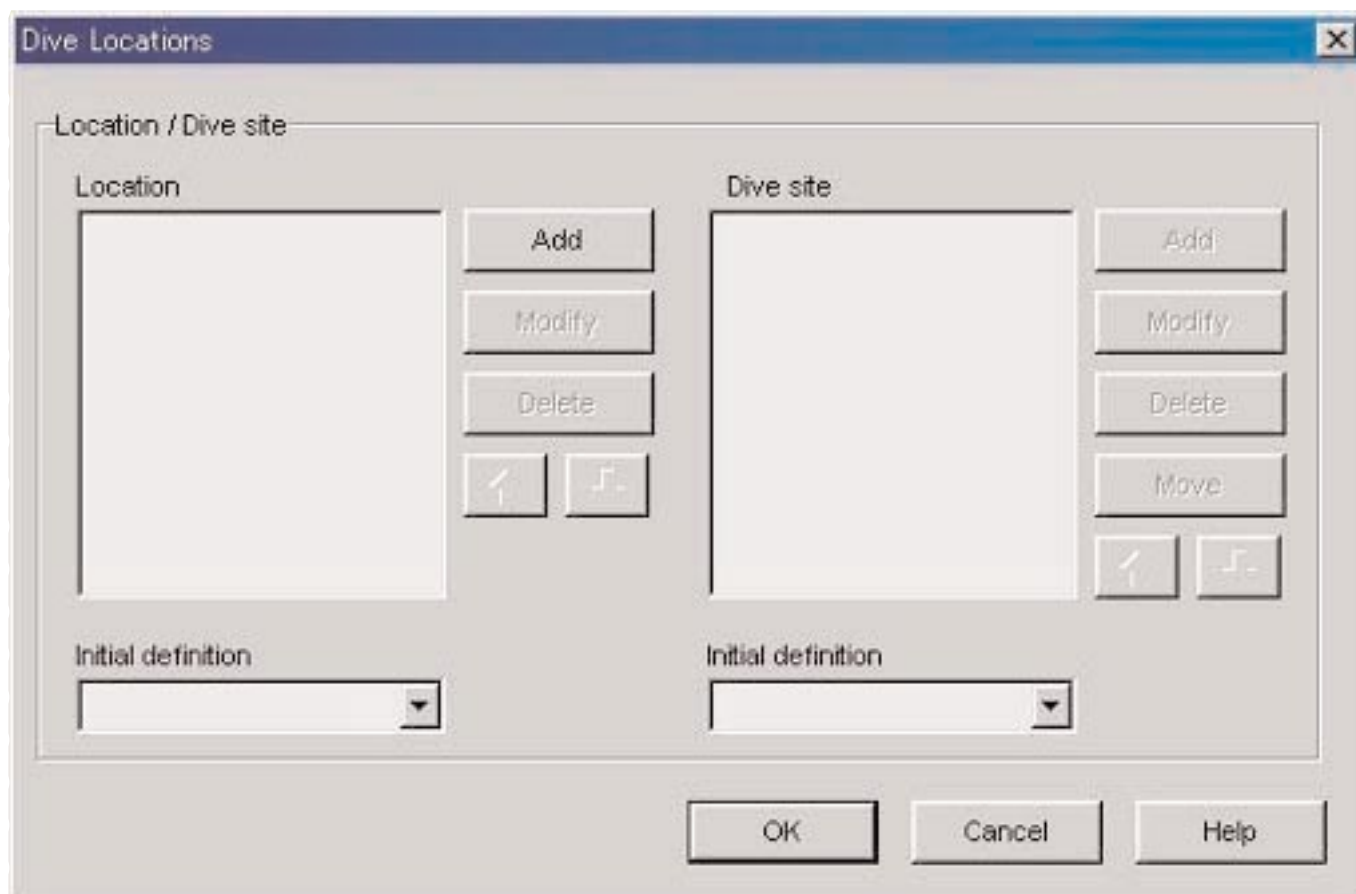 Dive Locations
Location / Dive site
Location
Dive site
Add
Add
Modify
Modify
Delete
Delete
Move
Initial definition
Initial definition
OK
Cancel
Help